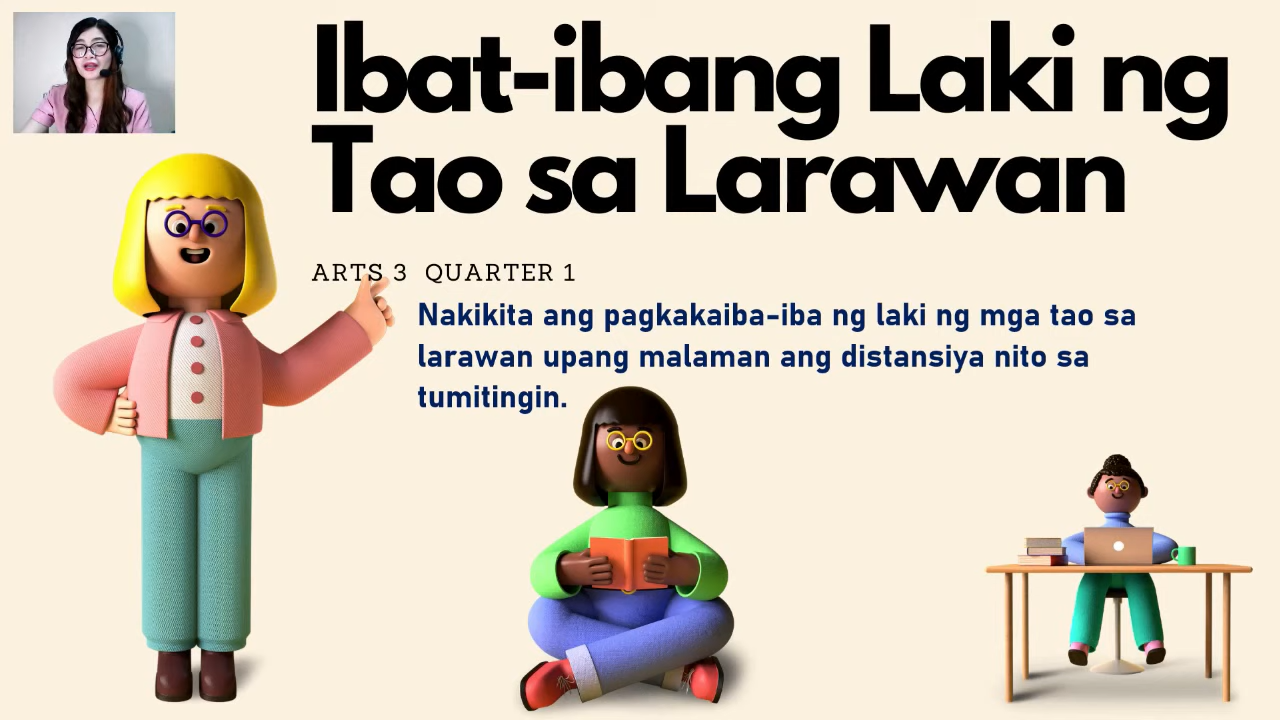 Ibat-ibang Laki ng
Tao sa Larawan
ARTS 3 QUARTER 1
Nakikita ang pagkakaiba-iba ng laki ng mga tao sa
larawan upang malaman ang distansiya nito sa
tumitingin.